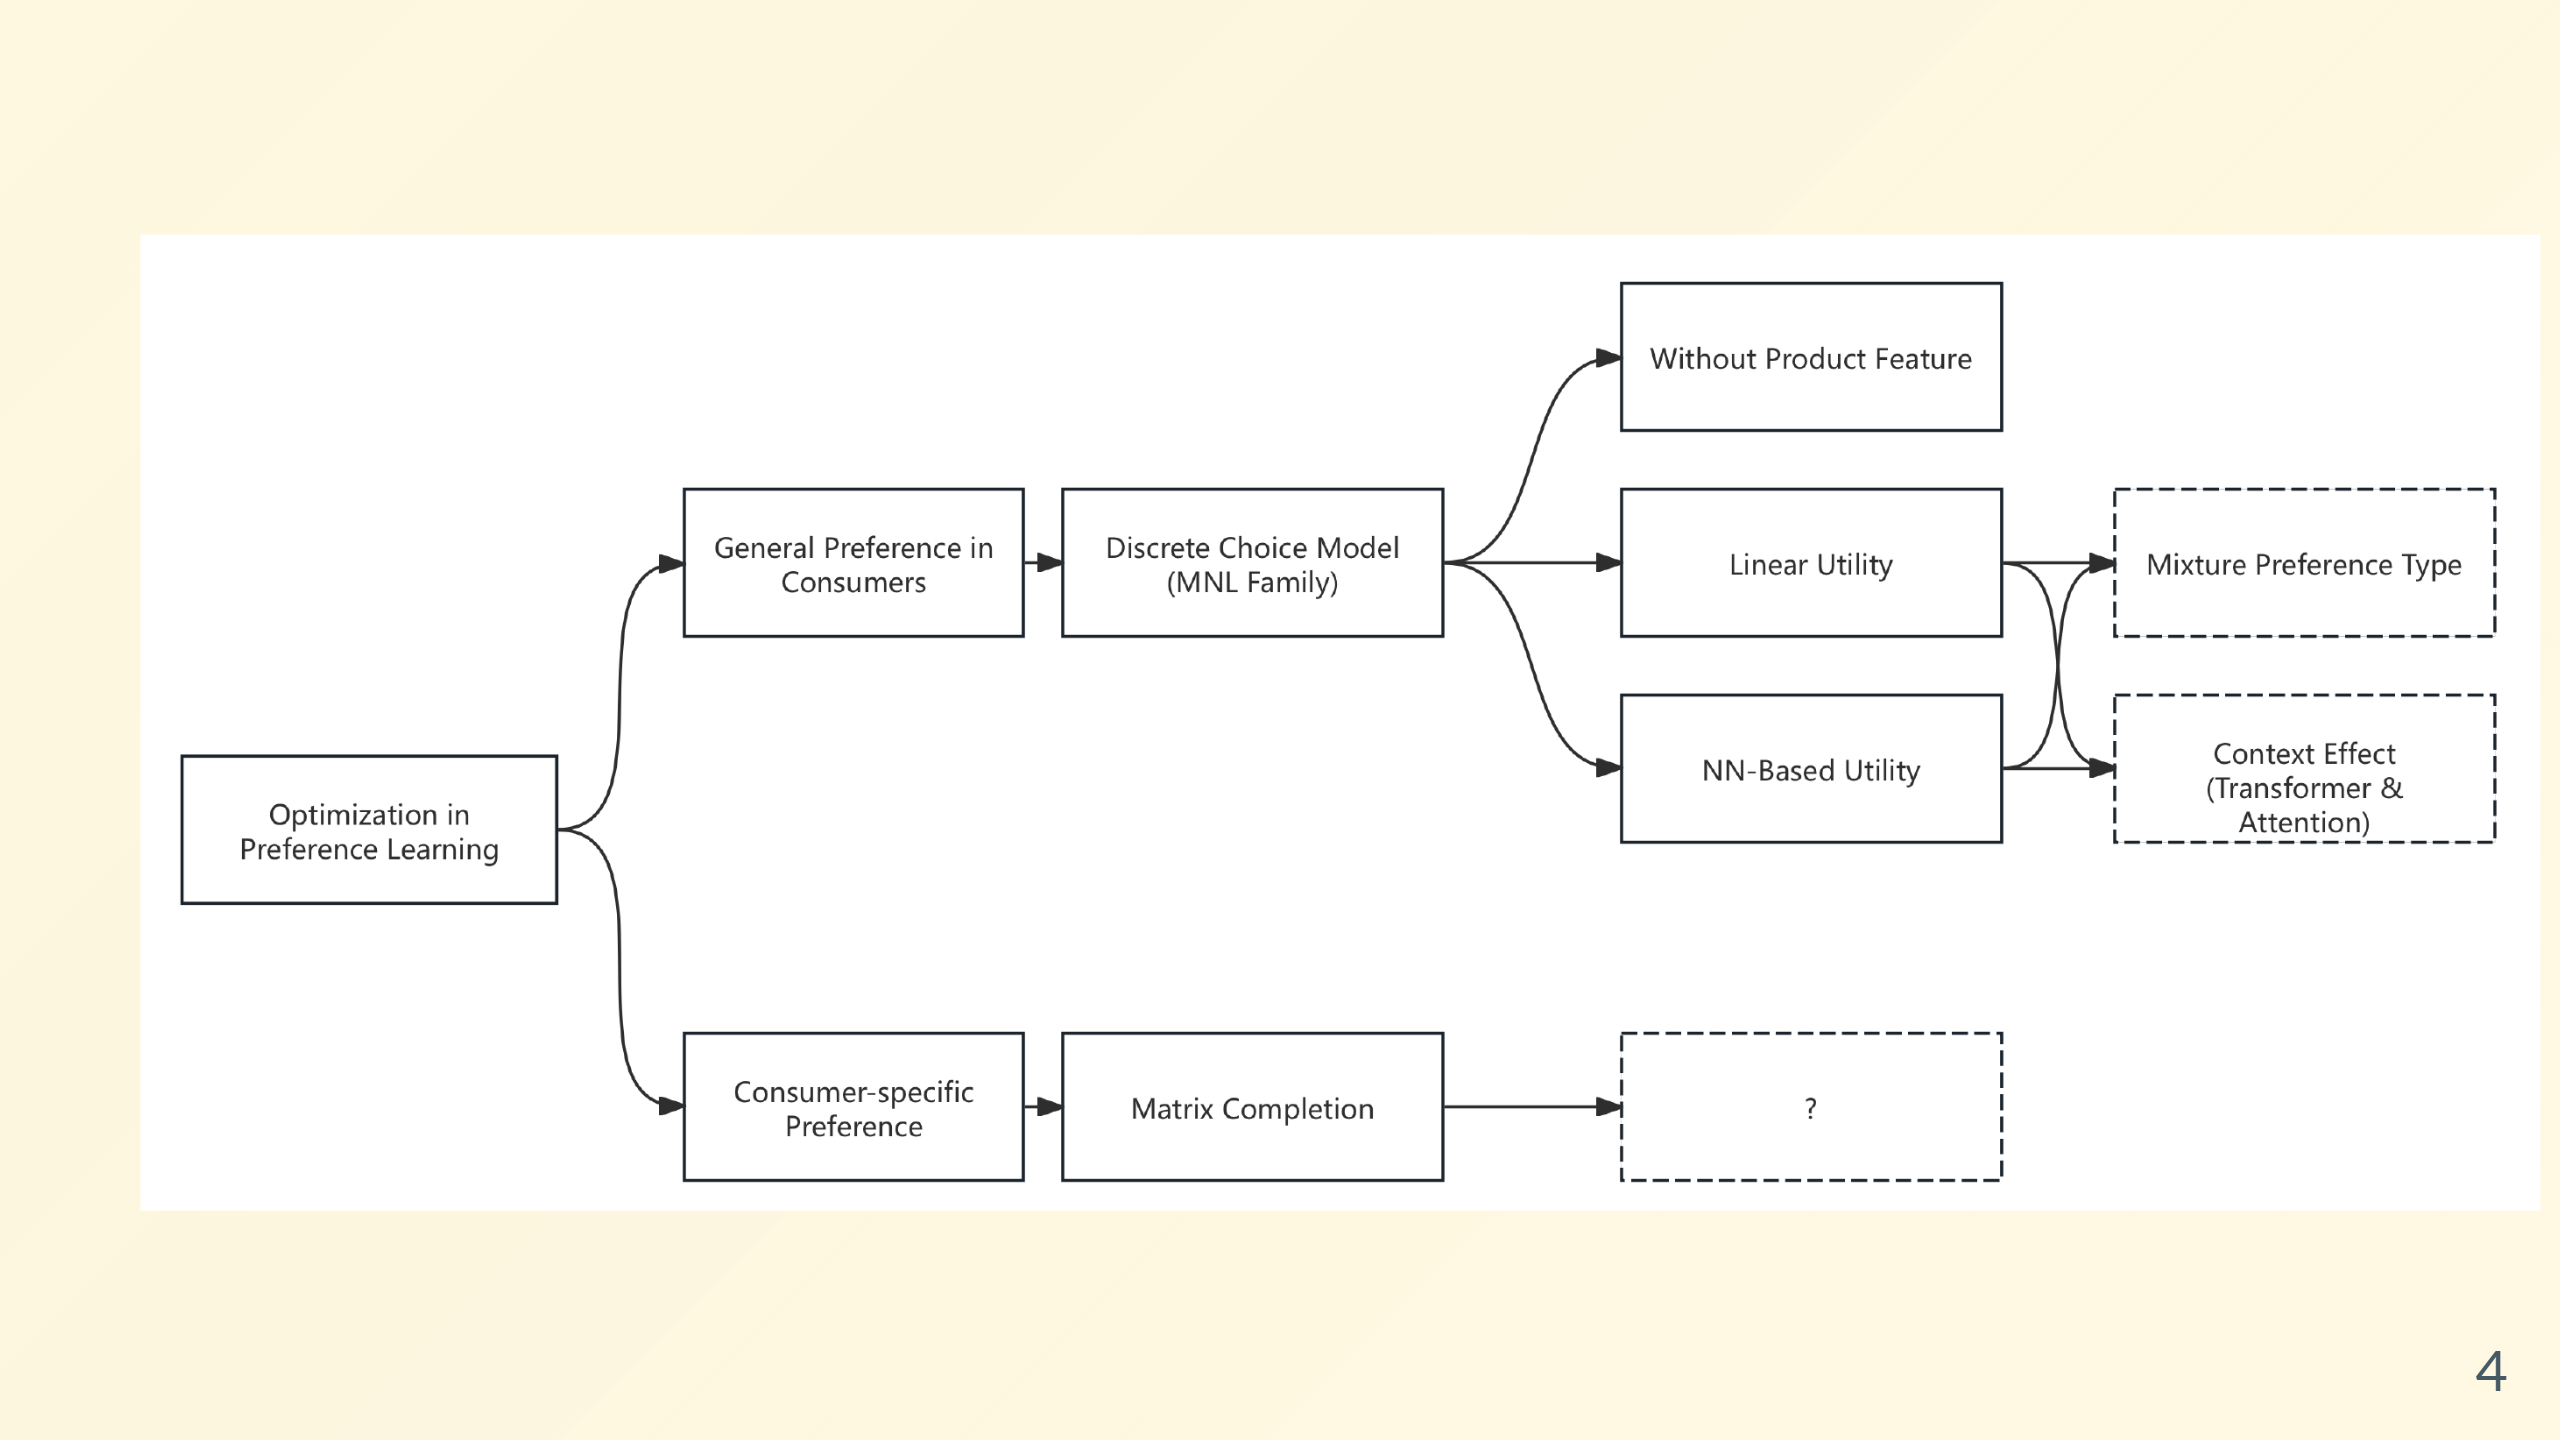 Without Product Feature
General Preference in
Consumers
Discrete Choice Model
(MNL Family)
Linear Utility
Mixture Preference Type
NN-Based Utility
Context Effect
(Transformer &
Attention)
Optimization in
Preference Learning
Consumer-specific
Preference
Matrix Completion
?
4